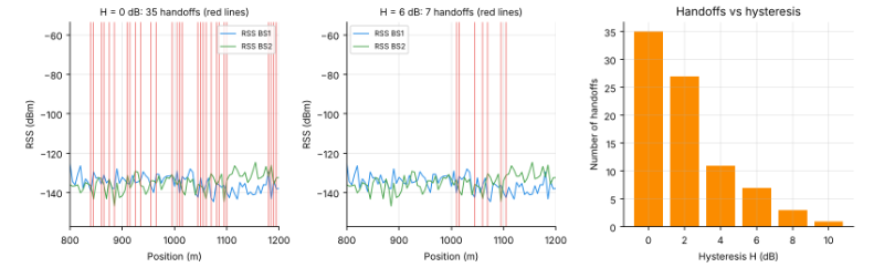 H = 0 dB: 35 handoffs (red lines)
RSS BS1
RSS BS2
RSS (dBm)
−60
−80
−100
−120
−140
800
900
1000
1100
1200
Position (m)
H = 6 dB: 7 handoffs (red lines)
RSS BS1
RSS BS2
RSS (dBm)
−60
−80
−100
−120
−140
800
900
1000
1100
1200
Position (m)
Handoffs vs hysteresis
Number of handoffs
35
30
25
20
15
10
5
0
0
2
4
6
8
10
Hysteresis H (dB)